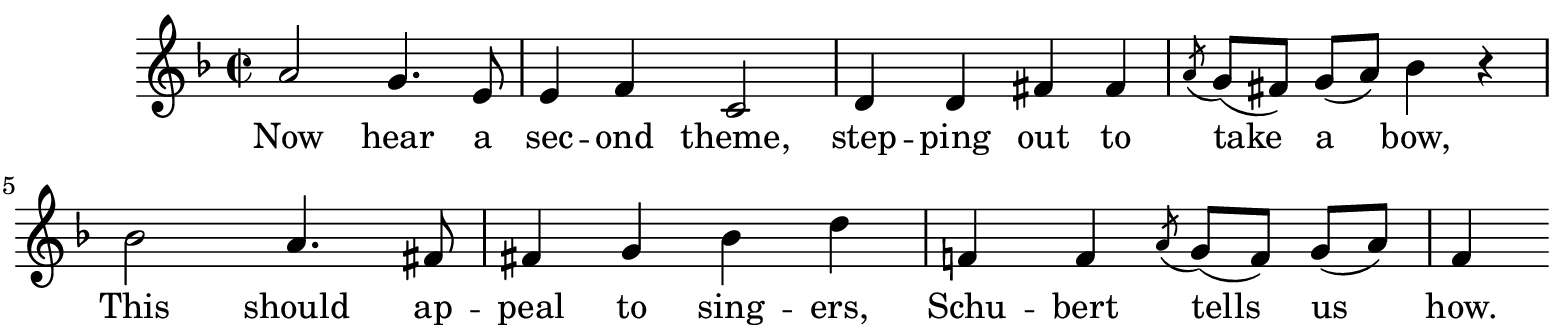 Now hear a sec - ond theme, step - ping out to take a bow,
5
This should ap - peal to sing - ers, Schu - bert tells us how.